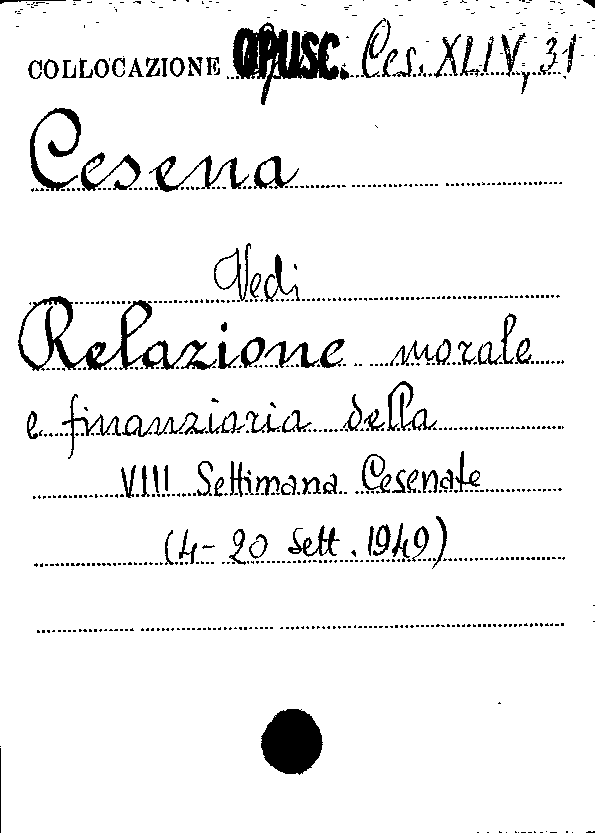 COLLOCAZIONE OPUSC. Ces. XLIV, 31
Cesena
Vedi
Relazione morale
e finanziaria della
VIII Settimana Cesenate
(4-20 Sett. 1949)